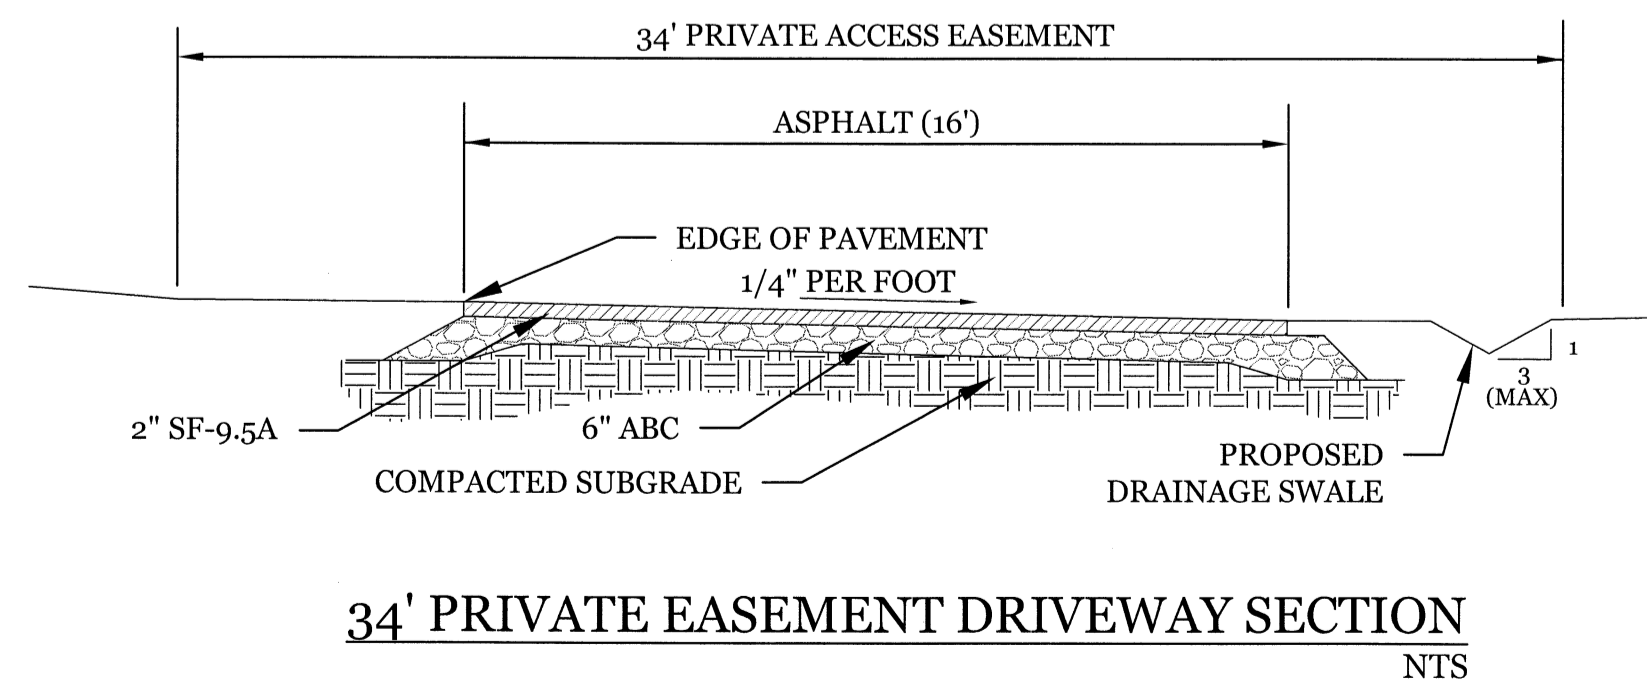 34' PRIVATE ACCESS EASEMENT
ASPHALT (16')
EDGE OF PAVEMENT
1/4" PER FOOT
1
3
(MAX)
2" SF-9.5A
6" ABC
COMPACTED SUBGRADE
PROPOSED
DRAINAGE SWALE
34' PRIVATE EASEMENT DRIVEWAY SECTION
NTS